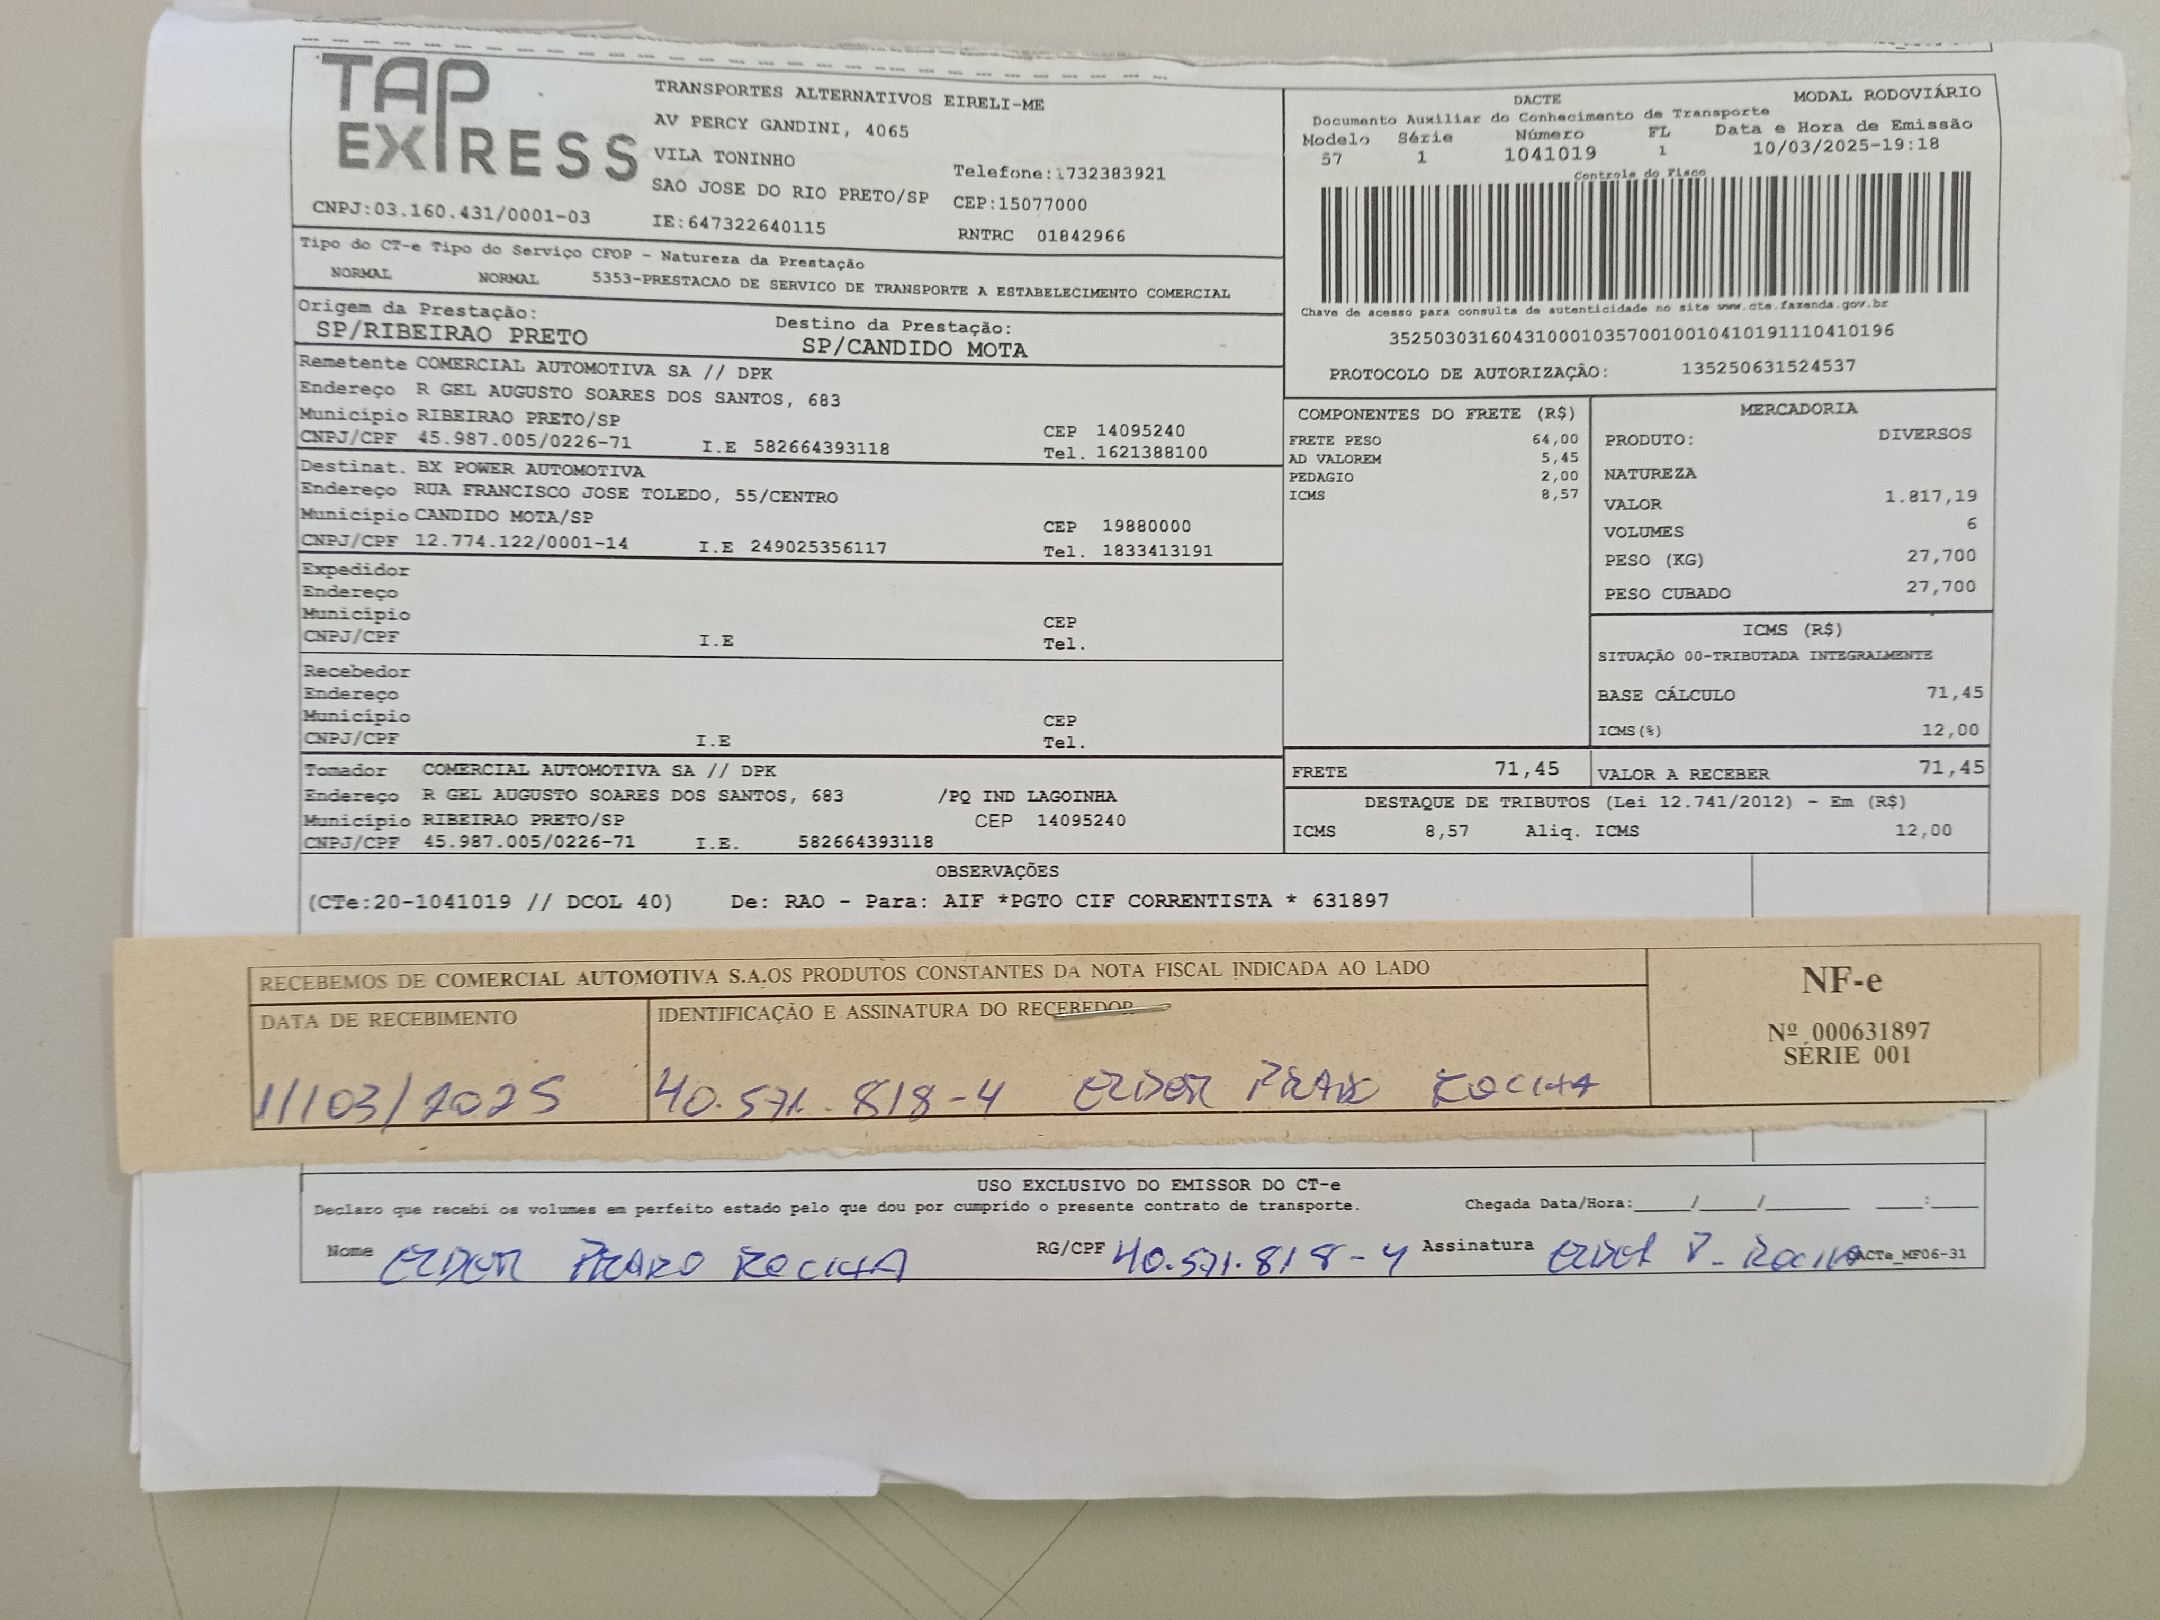 TAP EXPRESS
TRANSPORTES ALTERNATIVOS EIRELI-ME
AV PERCY GANDINI, 4065
VILA TONINHO
Telefone:1732383921
SAO JOSE DO RIO PRETO/SP CEP:15077000
CNPJ:03.160.431/0001-03 IE:647322640115 RNTRC 01842966
DACTE MODAL RODOVIÁRIO
Documento Auxiliar do Conhecimento de Transporte
Modelo Série Número FL Data e Hora de Emissão
57 1 1041019 1 10/03/2025-19:18
Controle do Fisco
Chave de acesso para consulta de autenticidade no site www.cte.fazenda.gov.br
35250303160431000103570010010410191110410196
PROTOCOLO DE AUTORIZAÇÃO: 135250631524537
Tipo do CT-e Tipo do Serviço CFOP - Natureza da Prestação
NORMAL NORMAL 5353-PRESTACAO DE SERVICO DE TRANSPORTE A ESTABELECIMENTO COMERCIAL
Origem da Prestação: Destino da Prestação:
SP/RIBEIRAO PRETO SP/CANDIDO MOTA
Remetente COMERCIAL AUTOMOTIVA SA // DPK
Endereço R GEL AUGUSTO SOARES DOS SANTOS, 683
Município RIBEIRAO PRETO/SP CEP 14095240
CNPJ/CPF 45.987.005/0226-71 I.E 582664393118 Tel. 1621388100
Destinat. BX POWER AUTOMOTIVA
Endereço RUA FRANCISCO JOSE TOLEDO, 55/CENTRO
Município CANDIDO MOTA/SP CEP 19880000
CNPJ/CPF 12.774.122/0001-14 I.E 249025356117 Tel. 1833413191
Expedidor
Endereço
Município CEP
CNPJ/CPF I.E Tel.
Recebedor
Endereço
Município CEP
CNPJ/CPF I.E Tel.
Tomador COMERCIAL AUTOMOTIVA SA // DPK
Endereço R GEL AUGUSTO SOARES DOS SANTOS, 683 /PQ IND LAGOINHA
Município RIBEIRAO PRETO/SP CEP 14095240
CNPJ/CPF 45.987.005/0226-71 I.E. 582664393118
COMPONENTES DO FRETE (R$)
FRETE PESO 64,00
AD VALOREM 5,45
PEDAGIO 2,00
ICMS 8,57
MERCADORIA
PRODUTO: DIVERSOS
NATUREZA
VALOR 1.817,19
VOLUMES 6
PESO (KG) 27,700
PESO CUBADO 27,700
ICMS (R$)
SITUAÇÃO 00-TRIBUTADA INTEGRALMENTE
BASE CÁLCULO 71,45
ICMS(%) 12,00
FRETE 71,45 VALOR A RECEBER 71,45
DESTAQUE DE TRIBUTOS (Lei 12.741/2012) - Em (R$)
ICMS 8,57 Aliq. ICMS 12,00
OBSERVAÇÕES
(CTe:20-1041019 // DCOL 40) De: RAO - Para: AIF *PGTO CIF CORRENTISTA * 631897
RECEBEMOS DE COMERCIAL AUTOMOTIVA S.A.OS PRODUTOS CONSTANTES DA NOTA FISCAL INDICADA AO LADO
DATA DE RECEBIMENTO IDENTIFICAÇÃO E ASSINATURA DO RECEBEDOR
11/03/2025 40.571.818-4 ELDER PRADO ROCHA
NF-e
Nº 000631897
SÉRIE 001
USO EXCLUSIVO DO EMISSOR DO CT-e
Declaro que recebi os volumes em perfeito estado pelo que dou por cumprido o presente contrato de transporte. Chegada Data/Hora:_____/_____/________ ____:____
Nome ELDER PRADO ROCHA RG/CPF 40.571.818-4 Assinatura ELDER P. ROCHA DACTe_MF06-31